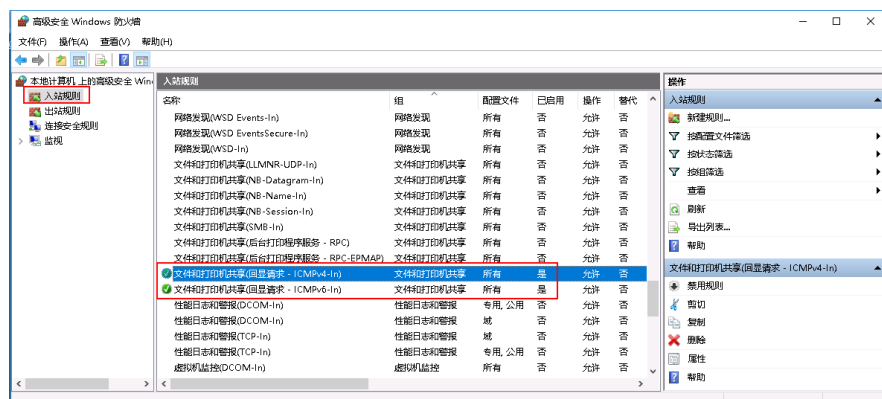 高级安全 Windows 防火墙
文件(F) 操作(A) 查看(V) 帮助(H)
本地计算机 上的高级安全 Win
入站规则
出站规则
连接安全规则
监视
入站规则
名称 组 配置文件 已启用 操作 替代
网络发现(WSD Events-In) 网络发现 所有 否 允许 否
网络发现(WSD EventsSecure-In) 网络发现 所有 否 允许 否
网络发现(WSD-In) 网络发现 所有 否 允许 否
文件和打印机共享(LLMNR-UDP-In) 文件和打印机共享 所有 否 允许 否
文件和打印机共享(NB-Datagram-In) 文件和打印机共享 所有 否 允许 否
文件和打印机共享(NB-Name-In) 文件和打印机共享 所有 否 允许 否
文件和打印机共享(NB-Session-In) 文件和打印机共享 所有 否 允许 否
文件和打印机共享(SMB-In) 文件和打印机共享 所有 否 允许 否
文件和打印机共享(后台打印程序服务 - RPC) 文件和打印机共享 所有 否 允许 否
文件和打印机共享(后台打印程序服务 - RPC-EPMAP) 文件和打印机共享 所有 否 允许 否
文件和打印机共享(回显请求 - ICMPv4-In) 文件和打印机共享 所有 是 允许 否
文件和打印机共享(回显请求 - ICMPv6-In) 文件和打印机共享 所有 是 允许 否
性能日志和警报(DCOM-In) 性能日志和警报 专用, 公用 否 允许 否
性能日志和警报(DCOM-In) 性能日志和警报 域 否 允许 否
性能日志和警报(TCP-In) 性能日志和警报 域 否 允许 否
性能日志和警报(TCP-In) 性能日志和警报 专用, 公用 否 允许 否
虚拟机监控(DCOM-In) 虚拟机监控 所有 否 允许 否
操作
入站规则
新建规则...
按配置文件筛选
按状态筛选
按组筛选
查看
刷新
导出列表...
帮助
文件和打印机共享(回显请求 - ICMPv4-In)
禁用规则
剪切
复制
删除
属性
帮助